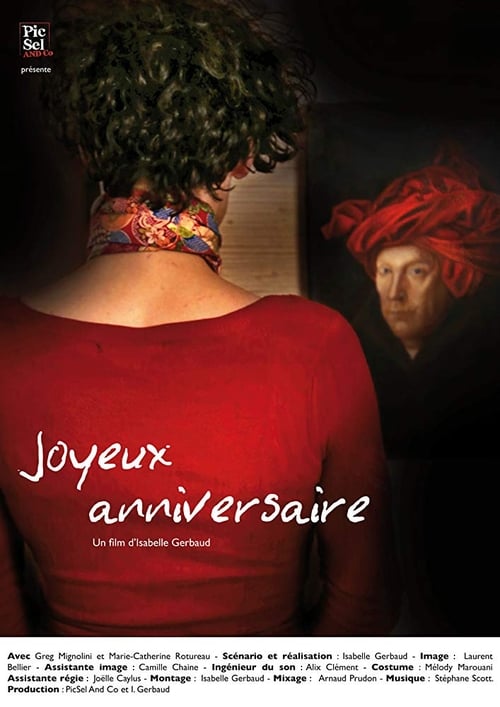 Pic
Sel
AND Co
présente
Joyeux
anniversaire
Un film d'Isabelle Gerbaud
Avec Greg Mignolini et Marie-Catherine Rotureau - Scénario et réalisation : Isabelle Gerbaud - Image : Laurent
Bellier - Assistante image : Camille Chaine - Ingénieur du son : Alix Clément - Costume : Mélody Marouani
Assistante régie : Joëlle Caylus - Montage : Isabelle Gerbaud - Mixage : Arnaud Prudon - Musique : Stéphane Scott.
Production : PicSel And Co et I. Gerbaud